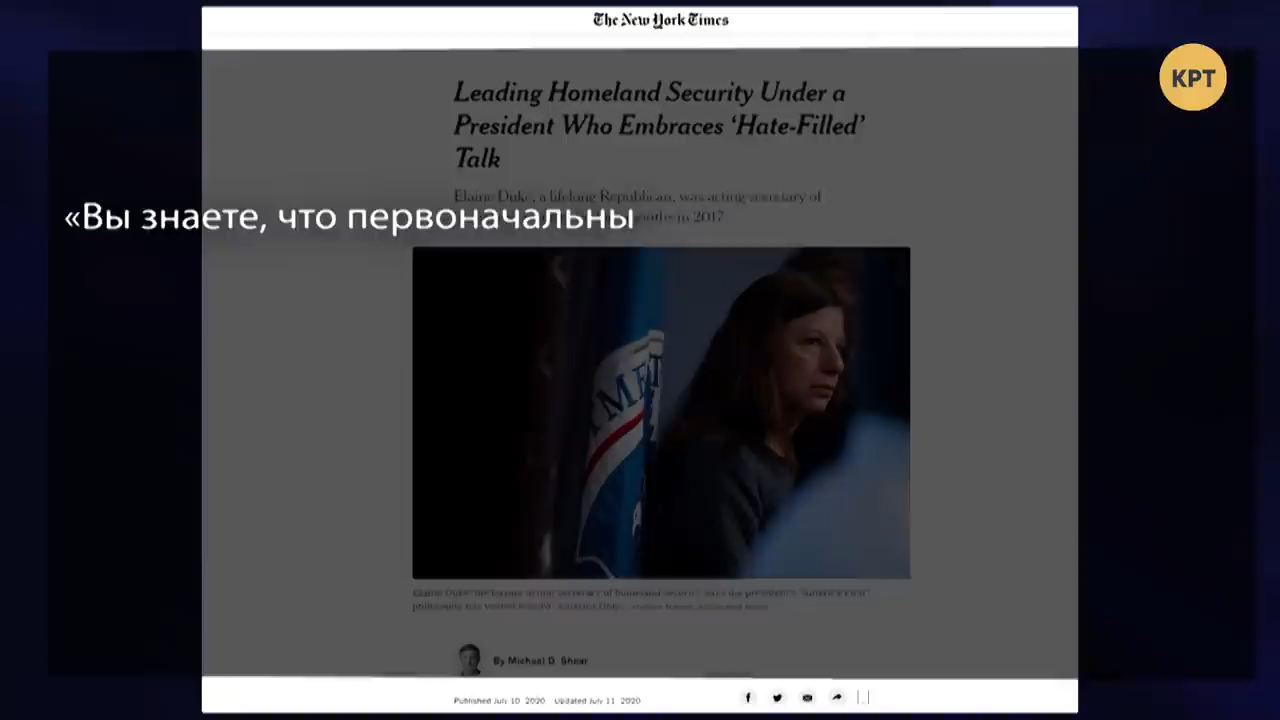 The New York Times
КРТ
Leading Homeland Security Under a
President Who Embraces ‘Hate-Filled’
Talk
Elaine Duke, a lifelong Republican, was acting secretary of
«Вы знаете, что первоначальны
in 2017
By Michael D. Shear
Published July 10, 2020 Updated July 11, 2020